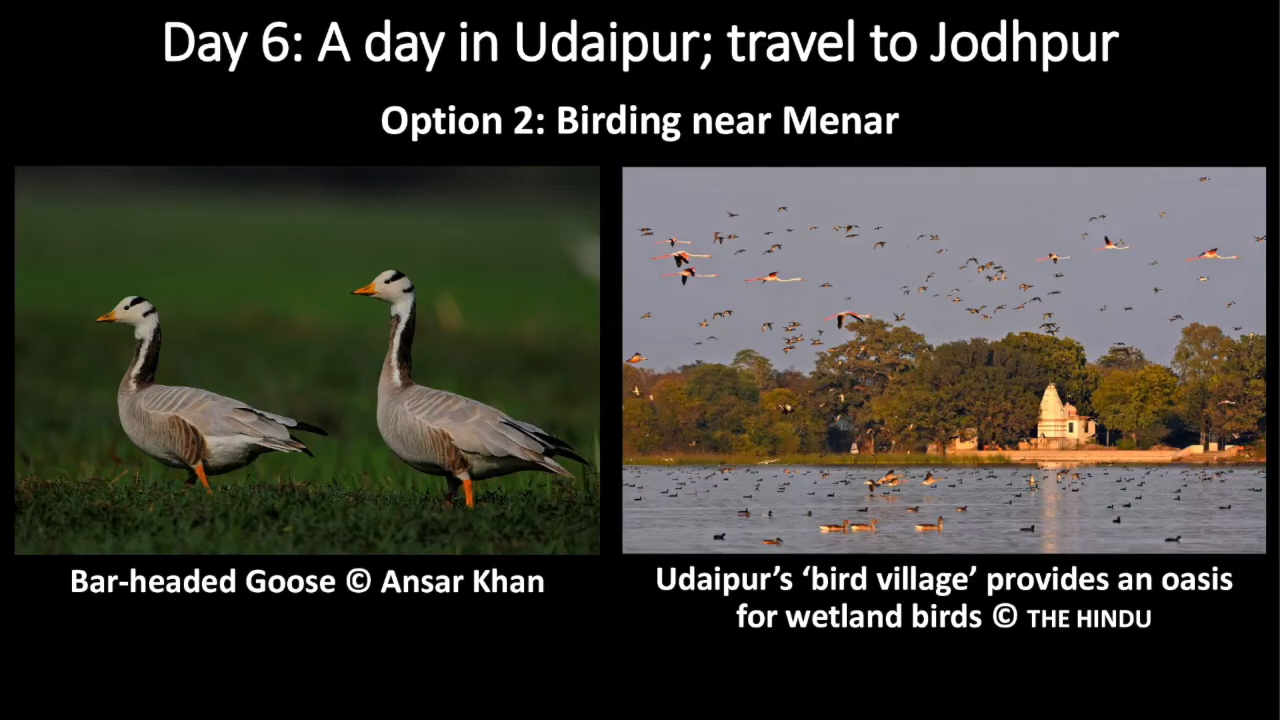 Day 6: A day in Udaipur; travel to Jodhpur
Option 2: Birding near Menar
Bar-headed Goose © Ansar Khan
Udaipur’s ‘bird village’ provides an oasis
for wetland birds © THE HINDU